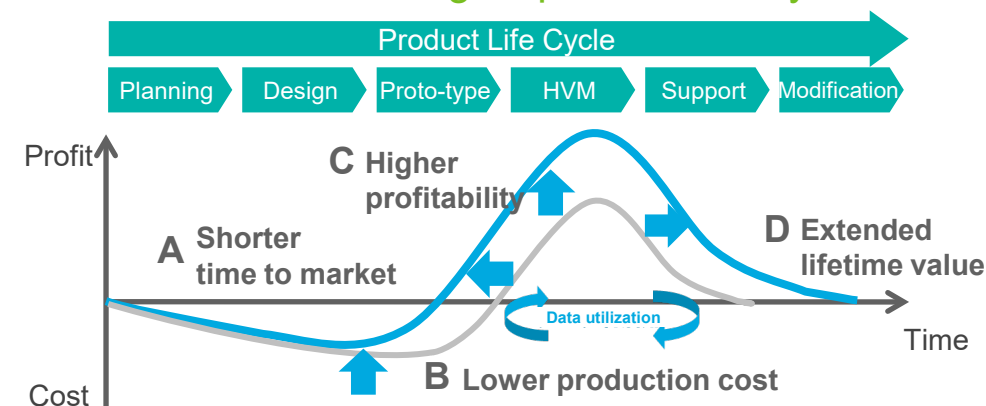 Product Life Cycle
Planning
Design
Proto-type
HVM
Support
Modification
Profit
C Higher
profitability
A Shorter
time to market
D Extended
lifetime value
Data utilization
Time
B Lower production cost
Cost